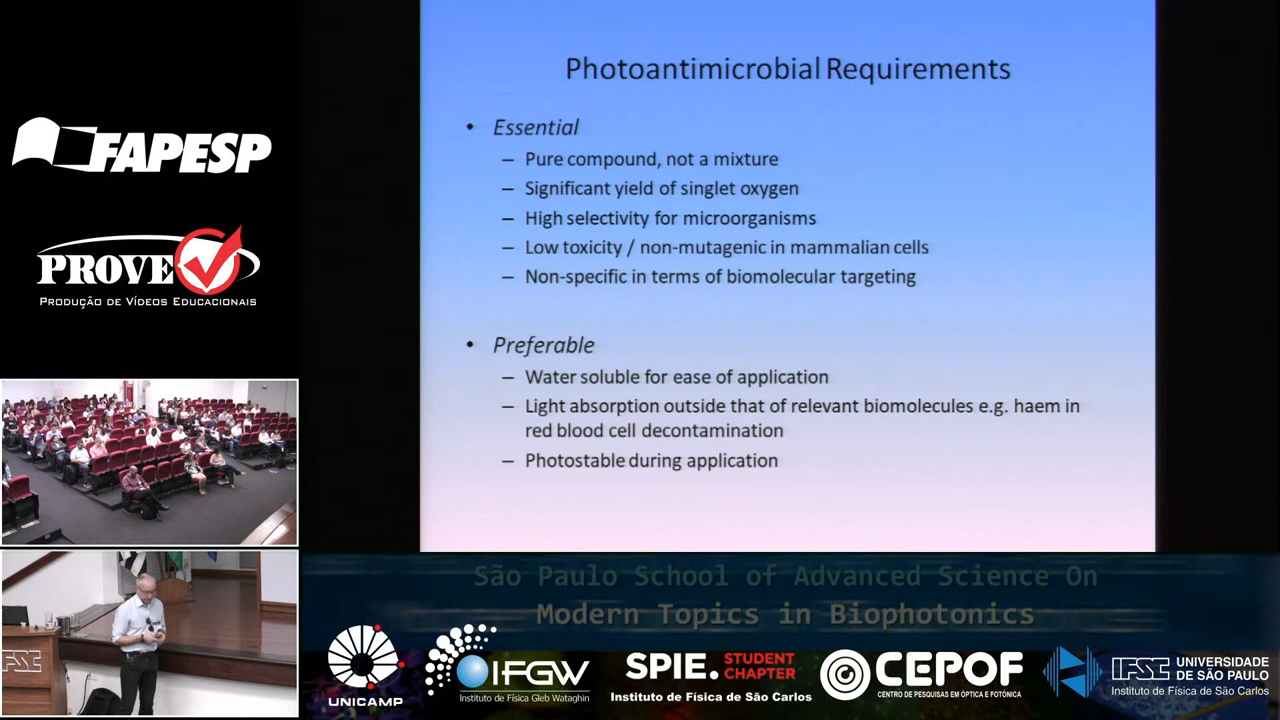 FAPESP
PROVE
PRODUÇÃO DE VÍDEOS EDUCACIONAIS
Photoantimicrobial Requirements
• Essential
– Pure compound, not a mixture
– Significant yield of singlet oxygen
– High selectivity for microorganisms
– Low toxicity / non-mutagenic in mammalian cells
– Non-specific in terms of biomolecular targeting
• Preferable
– Water soluble for ease of application
– Light absorption outside that of relevant biomolecules e.g. haem in
red blood cell decontamination
– Photostable during application
IFSC
São Paulo School of Advanced Science On
Modern Topics in Biophotonics
UNICAMP
IFGW
Instituto de Física Gleb Wataghin
SPIE. STUDENT
CHAPTER
Instituto de Física de São Carlos
CEPOF
CENTRO DE PESQUISAS EM ÓPTICA E FOTÔNICA
IFSC UNIVERSIDADE
DE SÃO PAULO
Instituto de Física de São Carlos